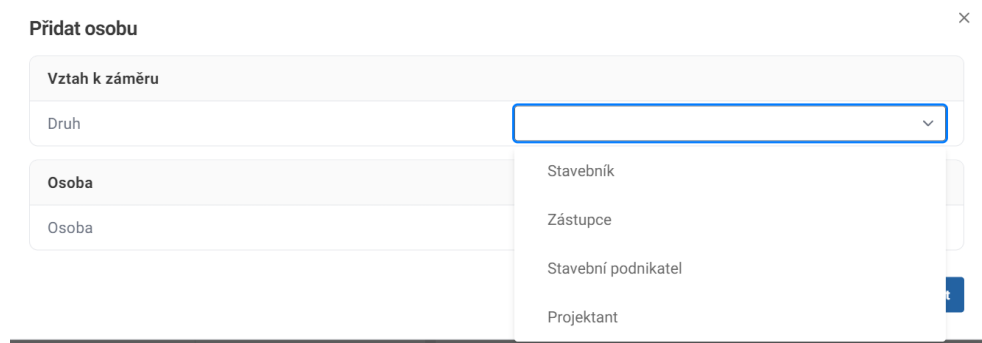 Přidat osobu
Vztah k záměru
Druh
Stavebník
Osoba
Zástupce
Osoba
Stavební podnikatel
Projektant